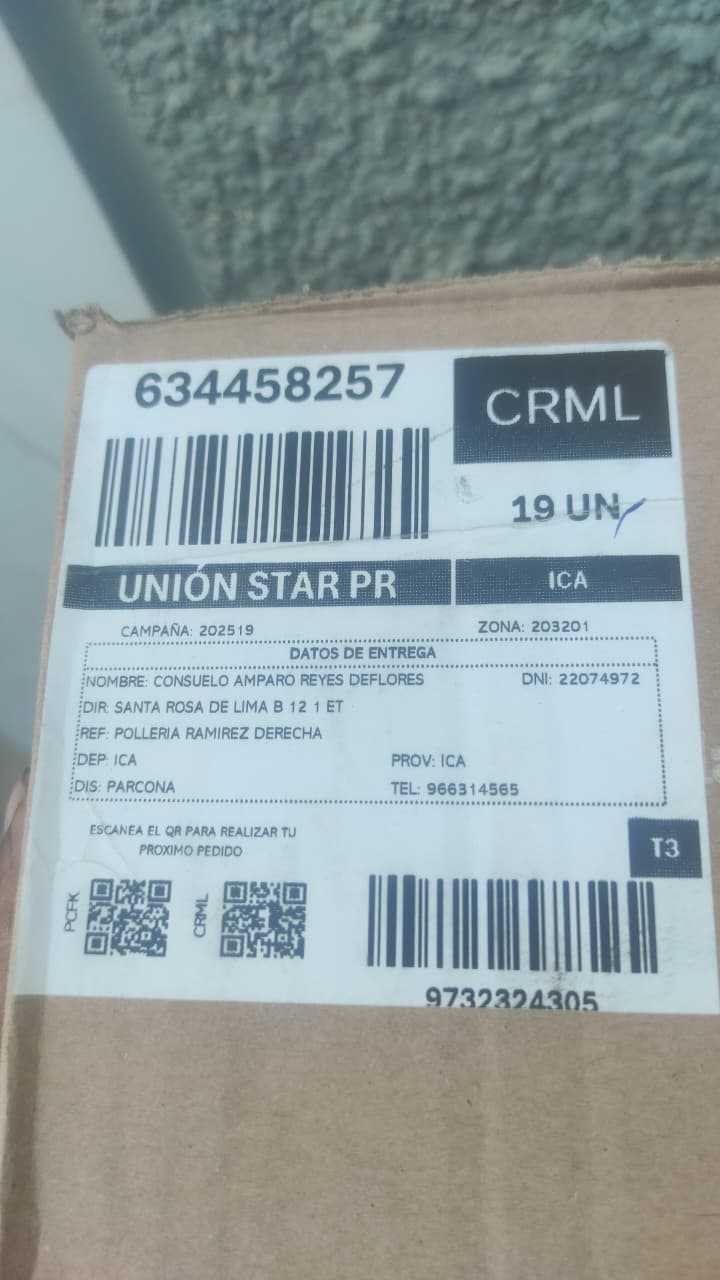 634458257
CRML
19 UN
UNIÓN STAR PR
ICA
CAMPAÑA: 202519
ZONA: 203201
DATOS DE ENTREGA
NOMBRE: CONSUELO AMPARO REYES DEFLORES
DNI: 22074972
DIR: SANTA ROSA DE LIMA B 12 1 ET
REF: POLLERIA RAMIREZ DERECHA
DEP: ICA
PROV: ICA
DIS: PARCONA
TEL: 966314565
ESCANEA EL QR PARA REALIZAR TU
PROXIMO PEDIDO
T3
PCFK
CRML
9732324305